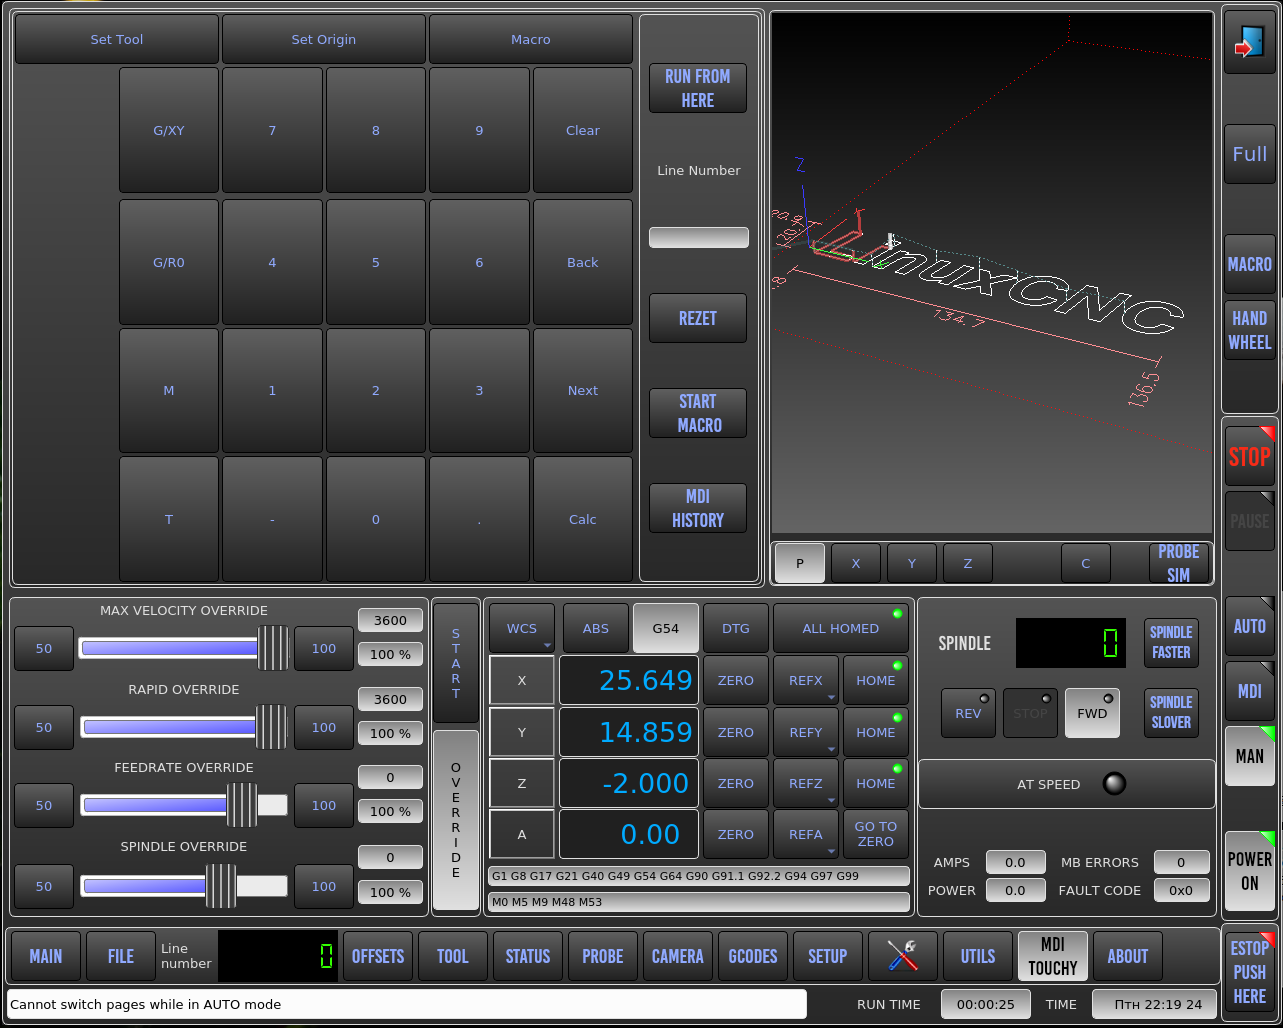 Set Tool
Set Origin
Macro
G/XY
7
8
9
Clear
G/R0
4
5
6
Back
M
1
2
3
Next
T
-
0
.
Calc
RUN FROM
HERE
Line Number
REZET
START
MACRO
MDI
HISTORY
Z
LinuxCNC
134.7
136.5
P
X
Y
Z
C
PROBE
SIM
Full
MACRO
HAND
WHEEL
STOP
PAUSE
AUTO
MDI
MAN
POWER
ON
ESTOP
PUSH
HERE
MAX VELOCITY OVERRIDE
50
100
3600
100 %
RAPID OVERRIDE
50
100
3600
100 %
FEEDRATE OVERRIDE
50
100
0
100 %
SPINDLE OVERRIDE
50
100
0
100 %
START
OVERRIDE
WCS
ABS
G54
DTG
ALL HOMED
X
25.649
ZERO
REFX
HOME
Y
14.859
ZERO
REFY
HOME
Z
-2.000
ZERO
REFZ
HOME
A
0.00
ZERO
REFA
GO TO
ZERO
G1 G8 G17 G21 G40 G49 G54 G64 G90 G91.1 G92.2 G94 G97 G99
M0 M5 M9 M48 M53
SPINDLE
0
SPINDLE
FASTER
REV
STOP
FWD
SPINDLE
SLOVER
AT SPEED
AMPS
0.0
MB ERRORS
0
POWER
0.0
FAULT CODE
0x0
MAIN
FILE
Line
number
0
OFFSETS
TOOL
STATUS
PROBE
CAMERA
GCODES
SETUP
UTILS
MDI
TOUCHY
ABOUT
Cannot switch pages while in AUTO mode
RUN TIME
00:00:25
TIME
Птн 22:19 24